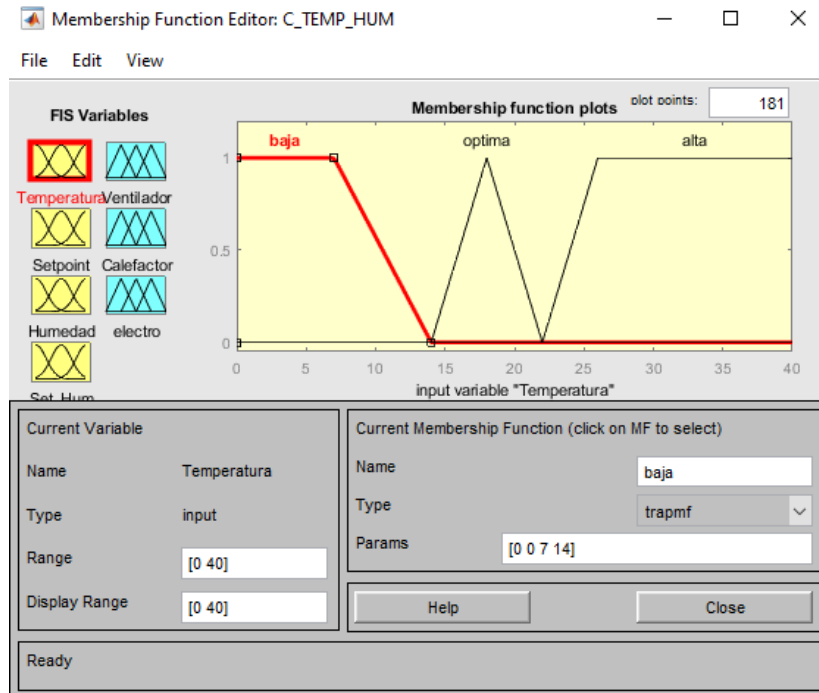 Membership Function Editor: C_TEMP_HUM
File Edit View
FIS Variables
Temperatura Ventilador
Setpoint Calefactor
Humedad electro
Set_Hum
Membership function plots plot points: 181
baja optima alta
1
0.5
0
0 5 10 15 20 25 30 35 40
input variable "Temperatura"
Current Variable
Name Temperatura
Type input
Range [0 40]
Display Range [0 40]
Current Membership Function (click on MF to select)
Name baja
Type trapmf
Params [0 0 7 14]
Help Close
Ready